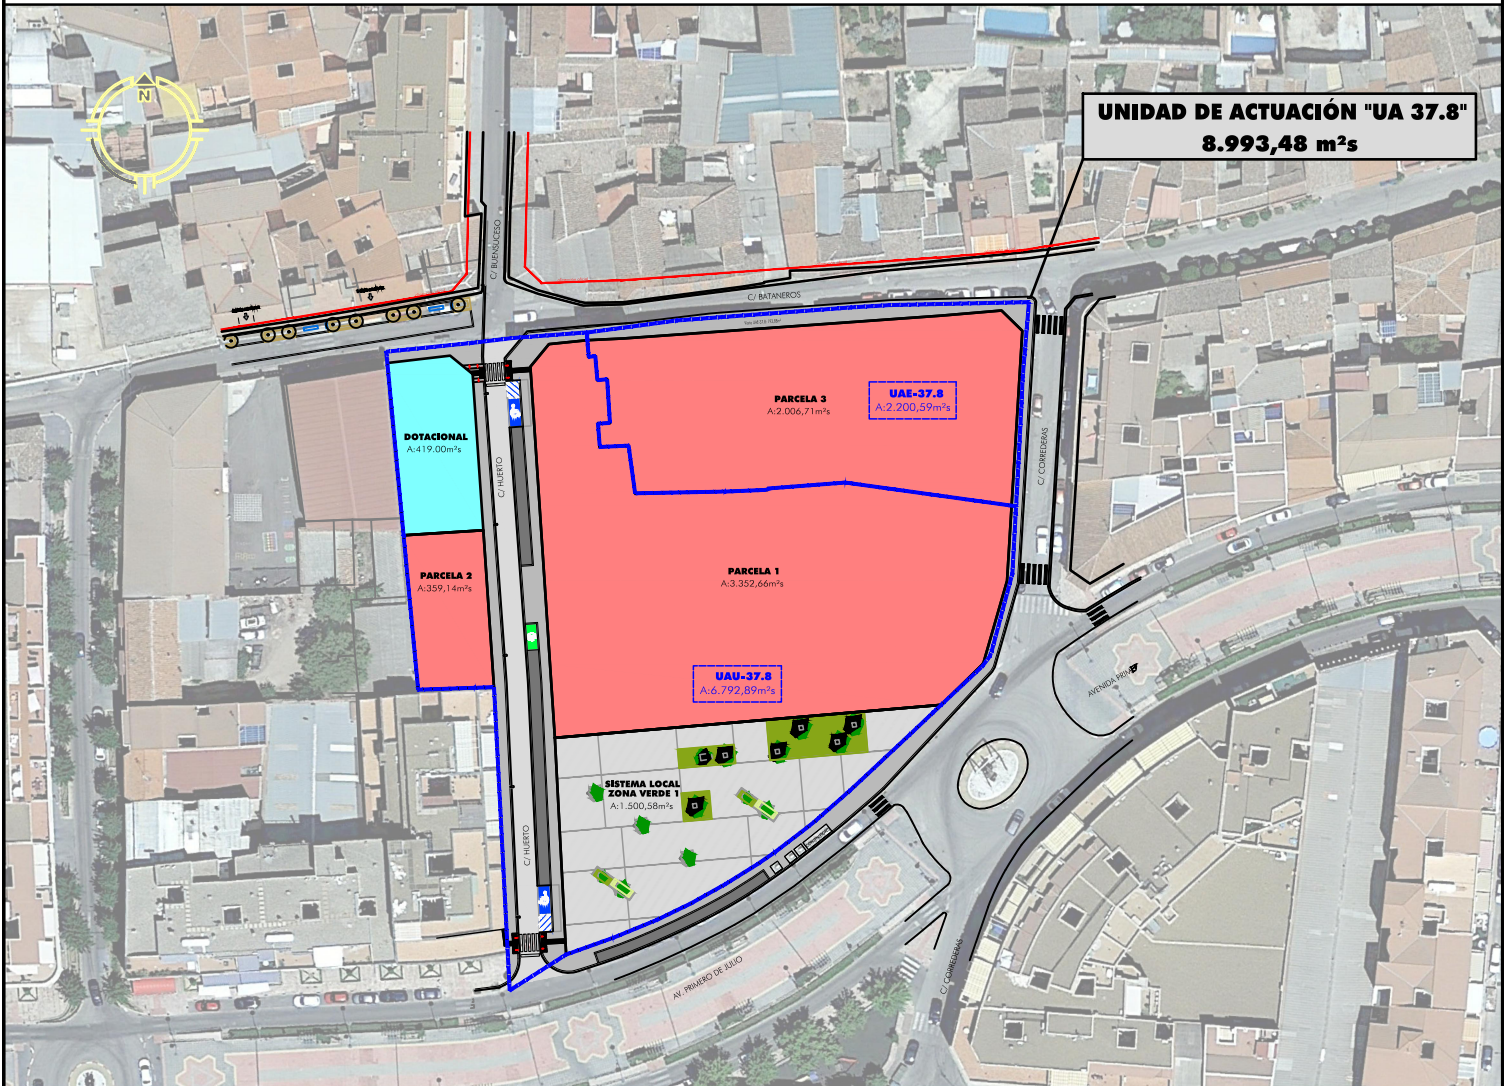 UNIDAD DE ACTUACIÓN "UA 37.8"
8.993,48 m²s
N
C/ BUENSUCESO
C/ BATANEROS
PARCELA 3
A:2.006,71m²s
UAE-37.8
A:2.200,59m²s
DOTACIONAL
A:419.00m²s
C/ HUERTO
C/ CORREDERAS
PARCELA 2
A:359,14m²s
PARCELA 1
A:3.352,66m²s
UAU-37.8
A:6.792,89m²s
SISTEMA LOCAL
ZONA VERDE 1
A:1.500,58m²s
C/ HUERTO
AV. PRIMERO DE JULIO
C/ CORREDERAS